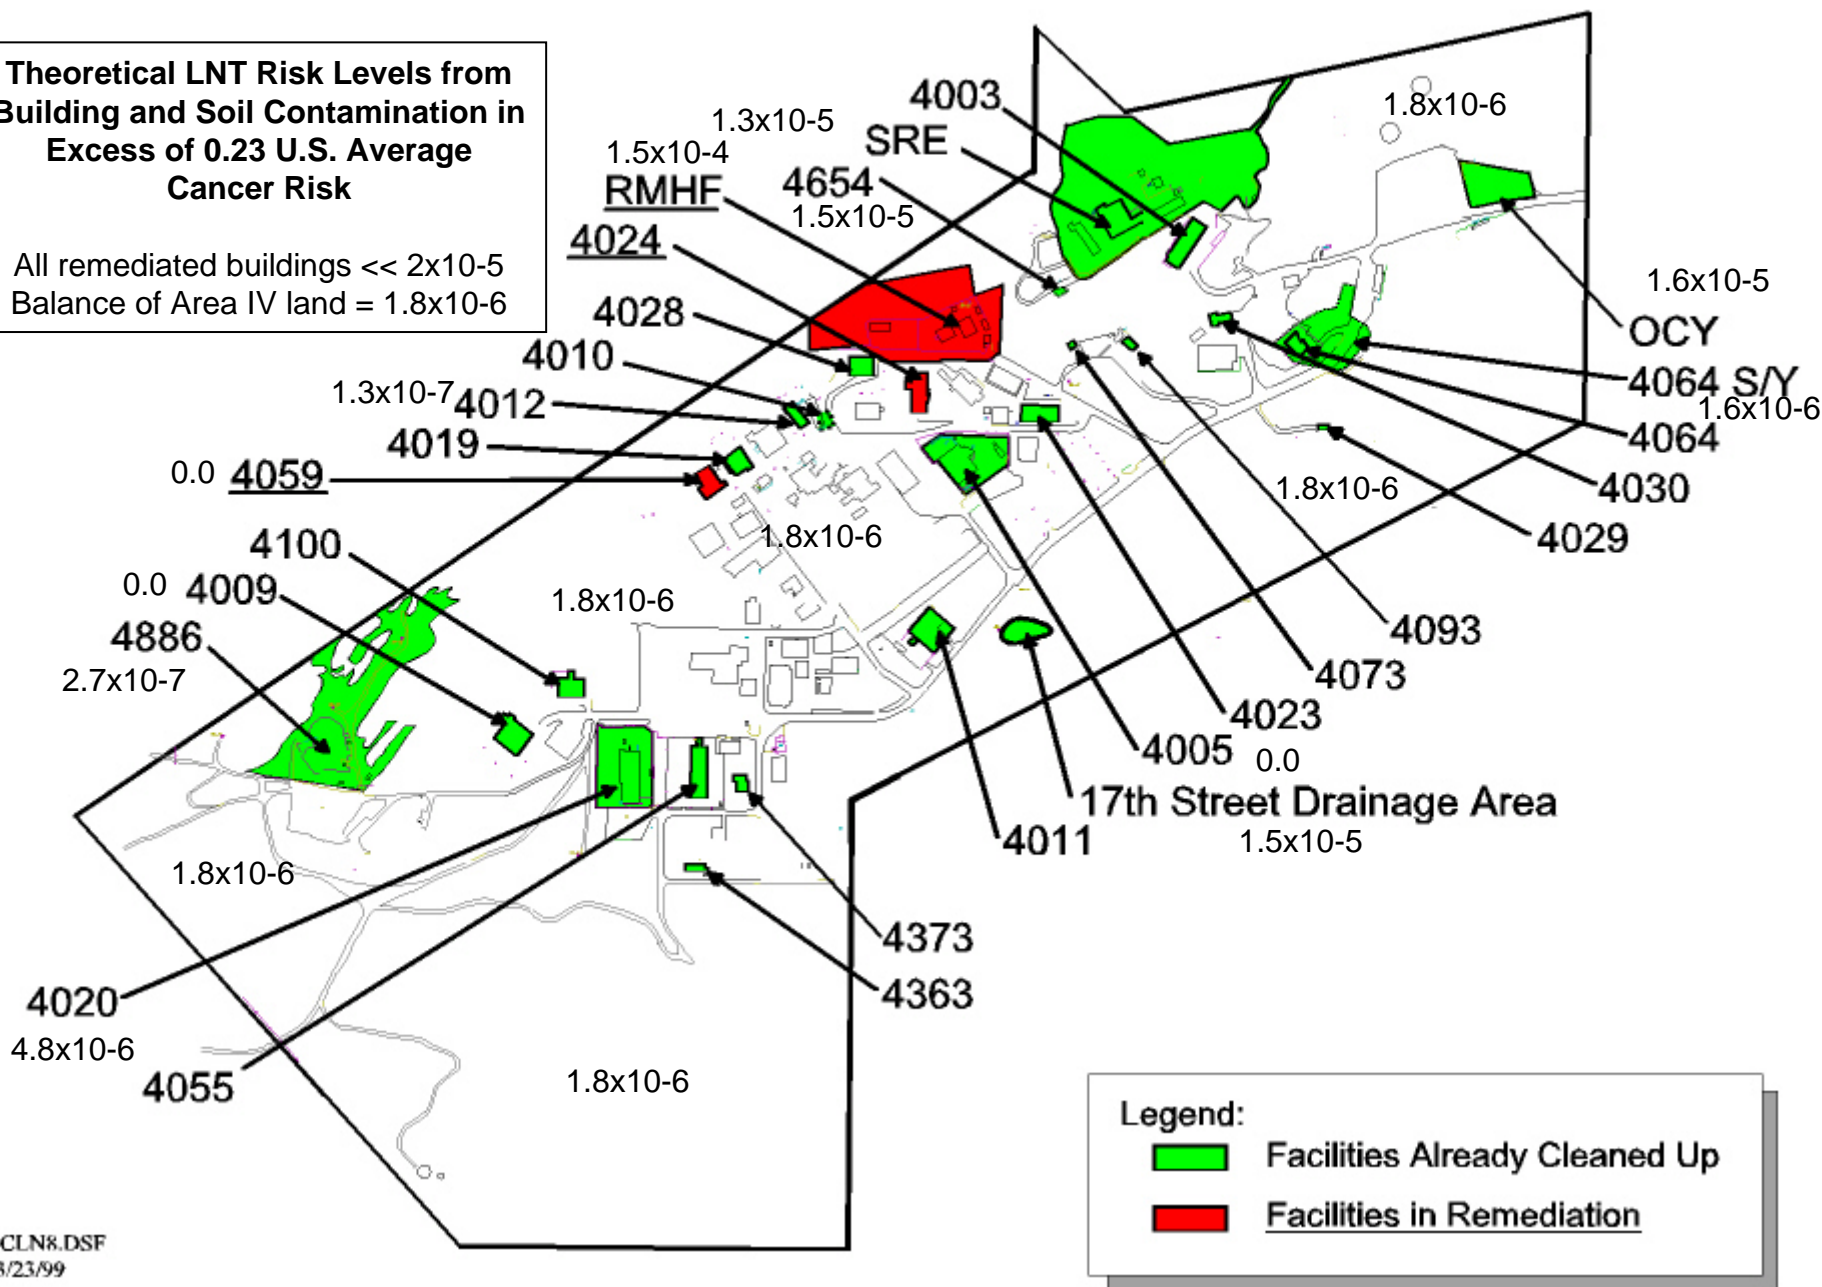 Theoretical LNT Risk Levels from
Building and Soil Contamination in
Excess of 0.23 U.S. Average
Cancer Risk
All remediated buildings << 2x10-5
Balance of Area IV land = 1.8x10-6
4003
1.3x10-5
SRE
1.5x10-4
RMHF
4654
1.5x10-5
4024
4028
4010
1.3x10-7
4012
4019
0.0
4059
4100
0.0
4009
4886
2.7x10-7
1.8x10-6
1.6x10-5
OCY
4064 S/Y
1.6x10-6
4064
4030
1.8x10-6
4029
1.8x10-6
1.8x10-6
4093
4073
4023
4005
0.0
17th Street Drainage Area
1.5x10-5
4011
1.8x10-6
4373
4363
4020
4.8x10-6
4055
1.8x10-6
Legend:
Facilities Already Cleaned Up
Facilities in Remediation
CLN8.DSF
3/23/99